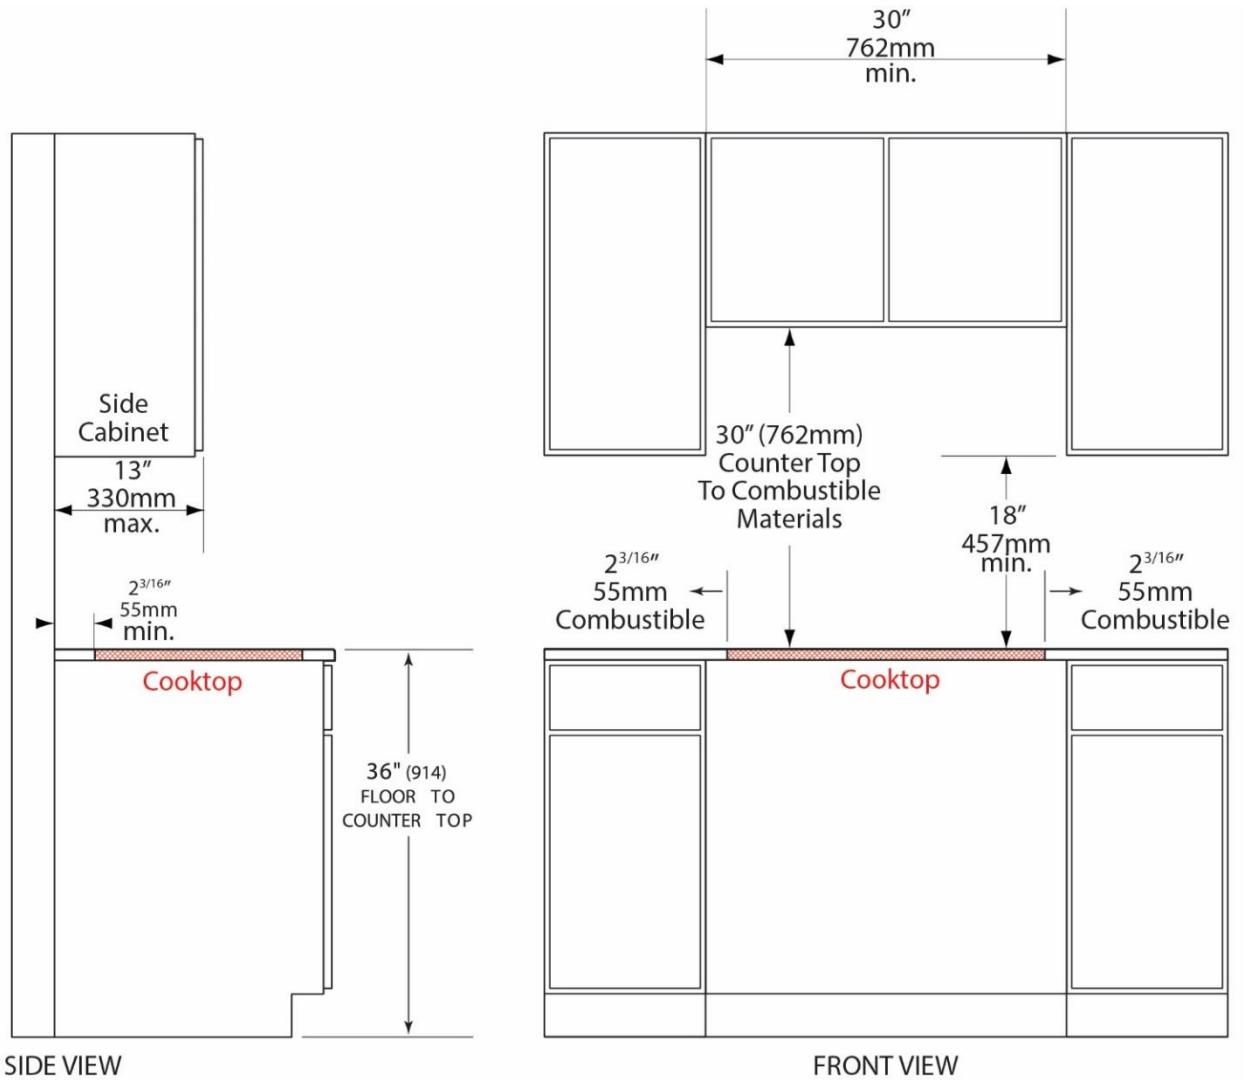 30″
762mm
min.
Side
Cabinet
13″
330mm
max.
2 3/16″
55mm
min.
Cooktop
36" (914)
FLOOR TO
COUNTER TOP
SIDE VIEW
30″ (762mm)
Counter Top
To Combustible
Materials
18″
457mm
min.
2 3/16″
55mm
Combustible
2 3/16″
55mm
Combustible
Cooktop
FRONT VIEW